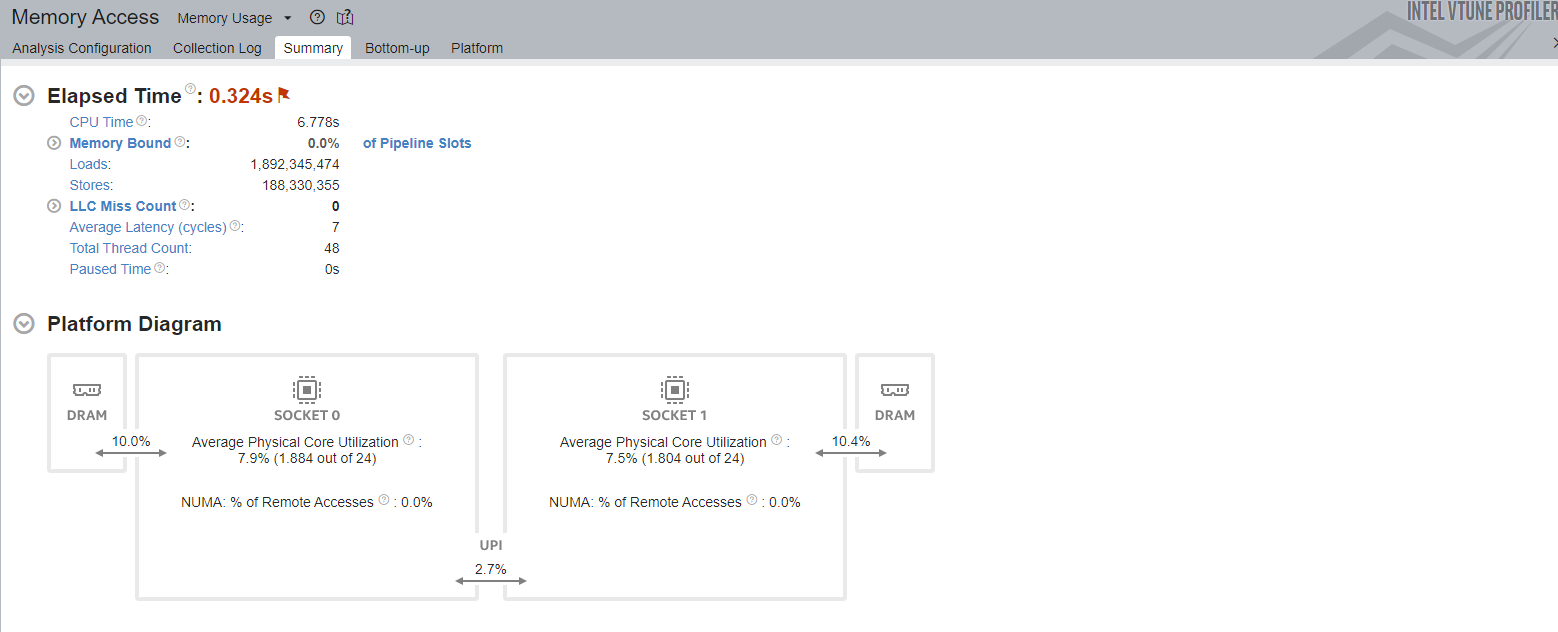 Memory Access Memory Usage
INTEL VTUNE PROFILER
Analysis Configuration Collection Log Summary Bottom-up Platform
Elapsed Time: 0.324s
CPU Time: 6.778s
Memory Bound: 0.0% of Pipeline Slots
Loads: 1,892,345,474
Stores: 188,330,355
LLC Miss Count: 0
Average Latency (cycles): 7
Total Thread Count: 48
Paused Time: 0s
Platform Diagram
DRAM
10.0%
SOCKET 0
Average Physical Core Utilization :
7.9% (1.884 out of 24)
NUMA: % of Remote Accesses : 0.0%
UPI
2.7%
SOCKET 1
Average Physical Core Utilization :
7.5% (1.804 out of 24)
NUMA: % of Remote Accesses : 0.0%
DRAM
10.4%